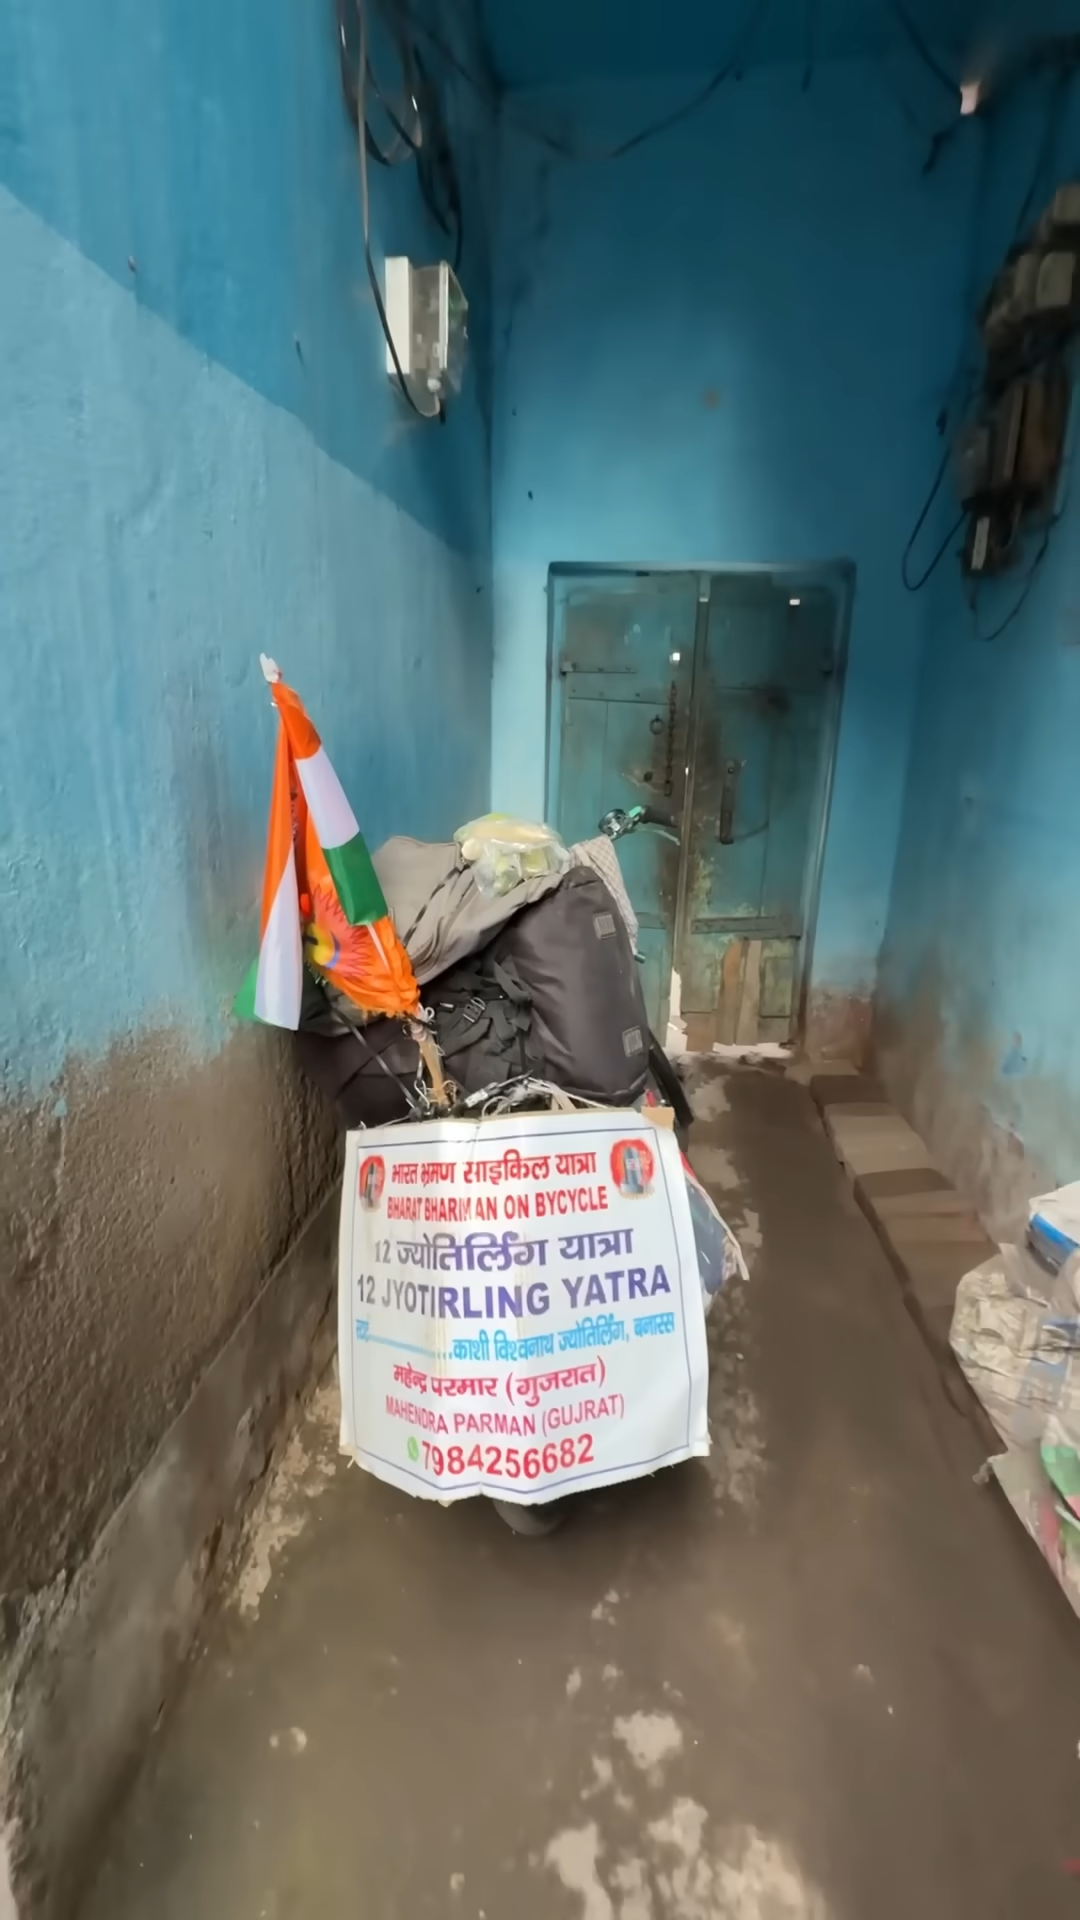 भारत भ्रमण साइकिल यात्रा
BHARAT BHARIMAN ON BYCYCLE
12 ज्योतिर्लिंग यात्रा
12 JYOTIRLING YATRA
...काशी विश्वनाथ ज्योतिर्लिंग, बनारस
महेन्द्र परमार (गुजरात)
MAHENDRA PARMAN (GUJRAT)
7984256682